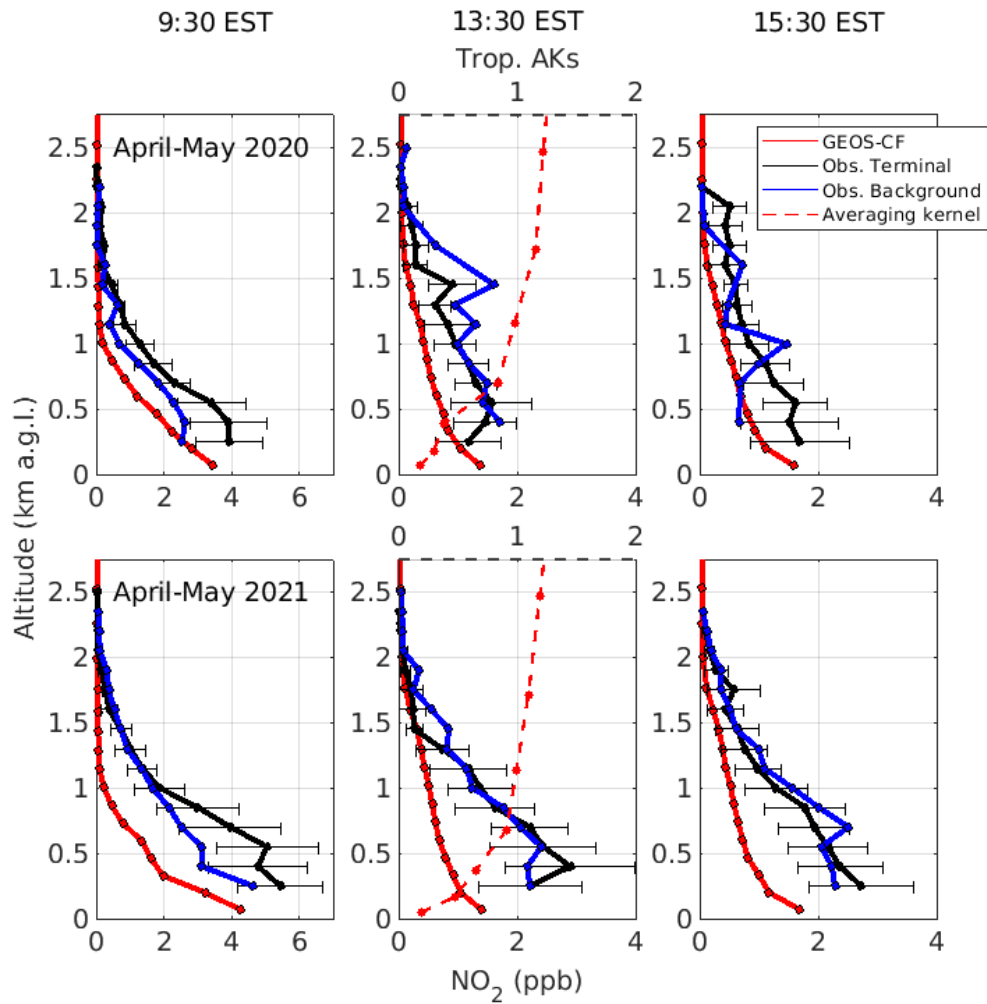 9:30 EST 13:30 EST 15:30 EST
Trop. AKs
0 1 2
April-May 2020
GEOS-CF
Obs. Terminal
Obs. Background
Averaging kernel
2.5
2
1.5
1
0.5
0
0 2 4 6
0 2 4
0 2 4
Altitude (km a.g.l.)
0 1 2
April-May 2021
2.5
2
1.5
1
0.5
0
0 2 4 6
0 2 4
0 2 4
NO2 (ppb)